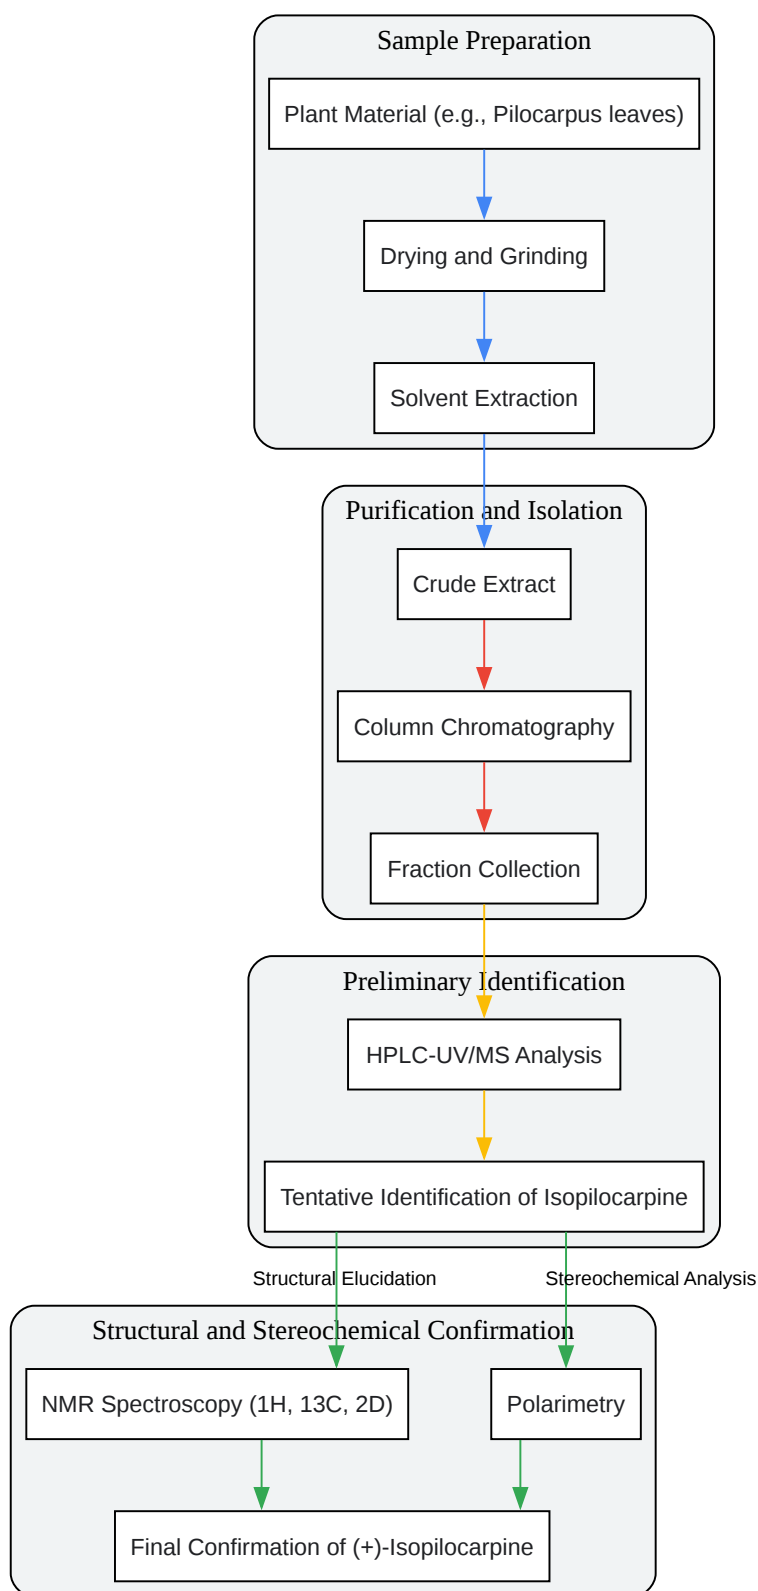 Sample Preparation
Plant Material (e.g., Pilocarpus leaves)
Drying and Grinding
Solvent Extraction
Purification and Isolation
Crude Extract
Column Chromatography
Fraction Collection
Preliminary Identification
HPLC-UV/MS Analysis
Tentative Identification of Isopilocarpine
Structural Elucidation
Stereochemical Analysis
Structural and Stereochemical Confirmation
NMR Spectroscopy (1H, 13C, 2D)
Polarimetry
Final Confirmation of (+)-Isopilocarpine